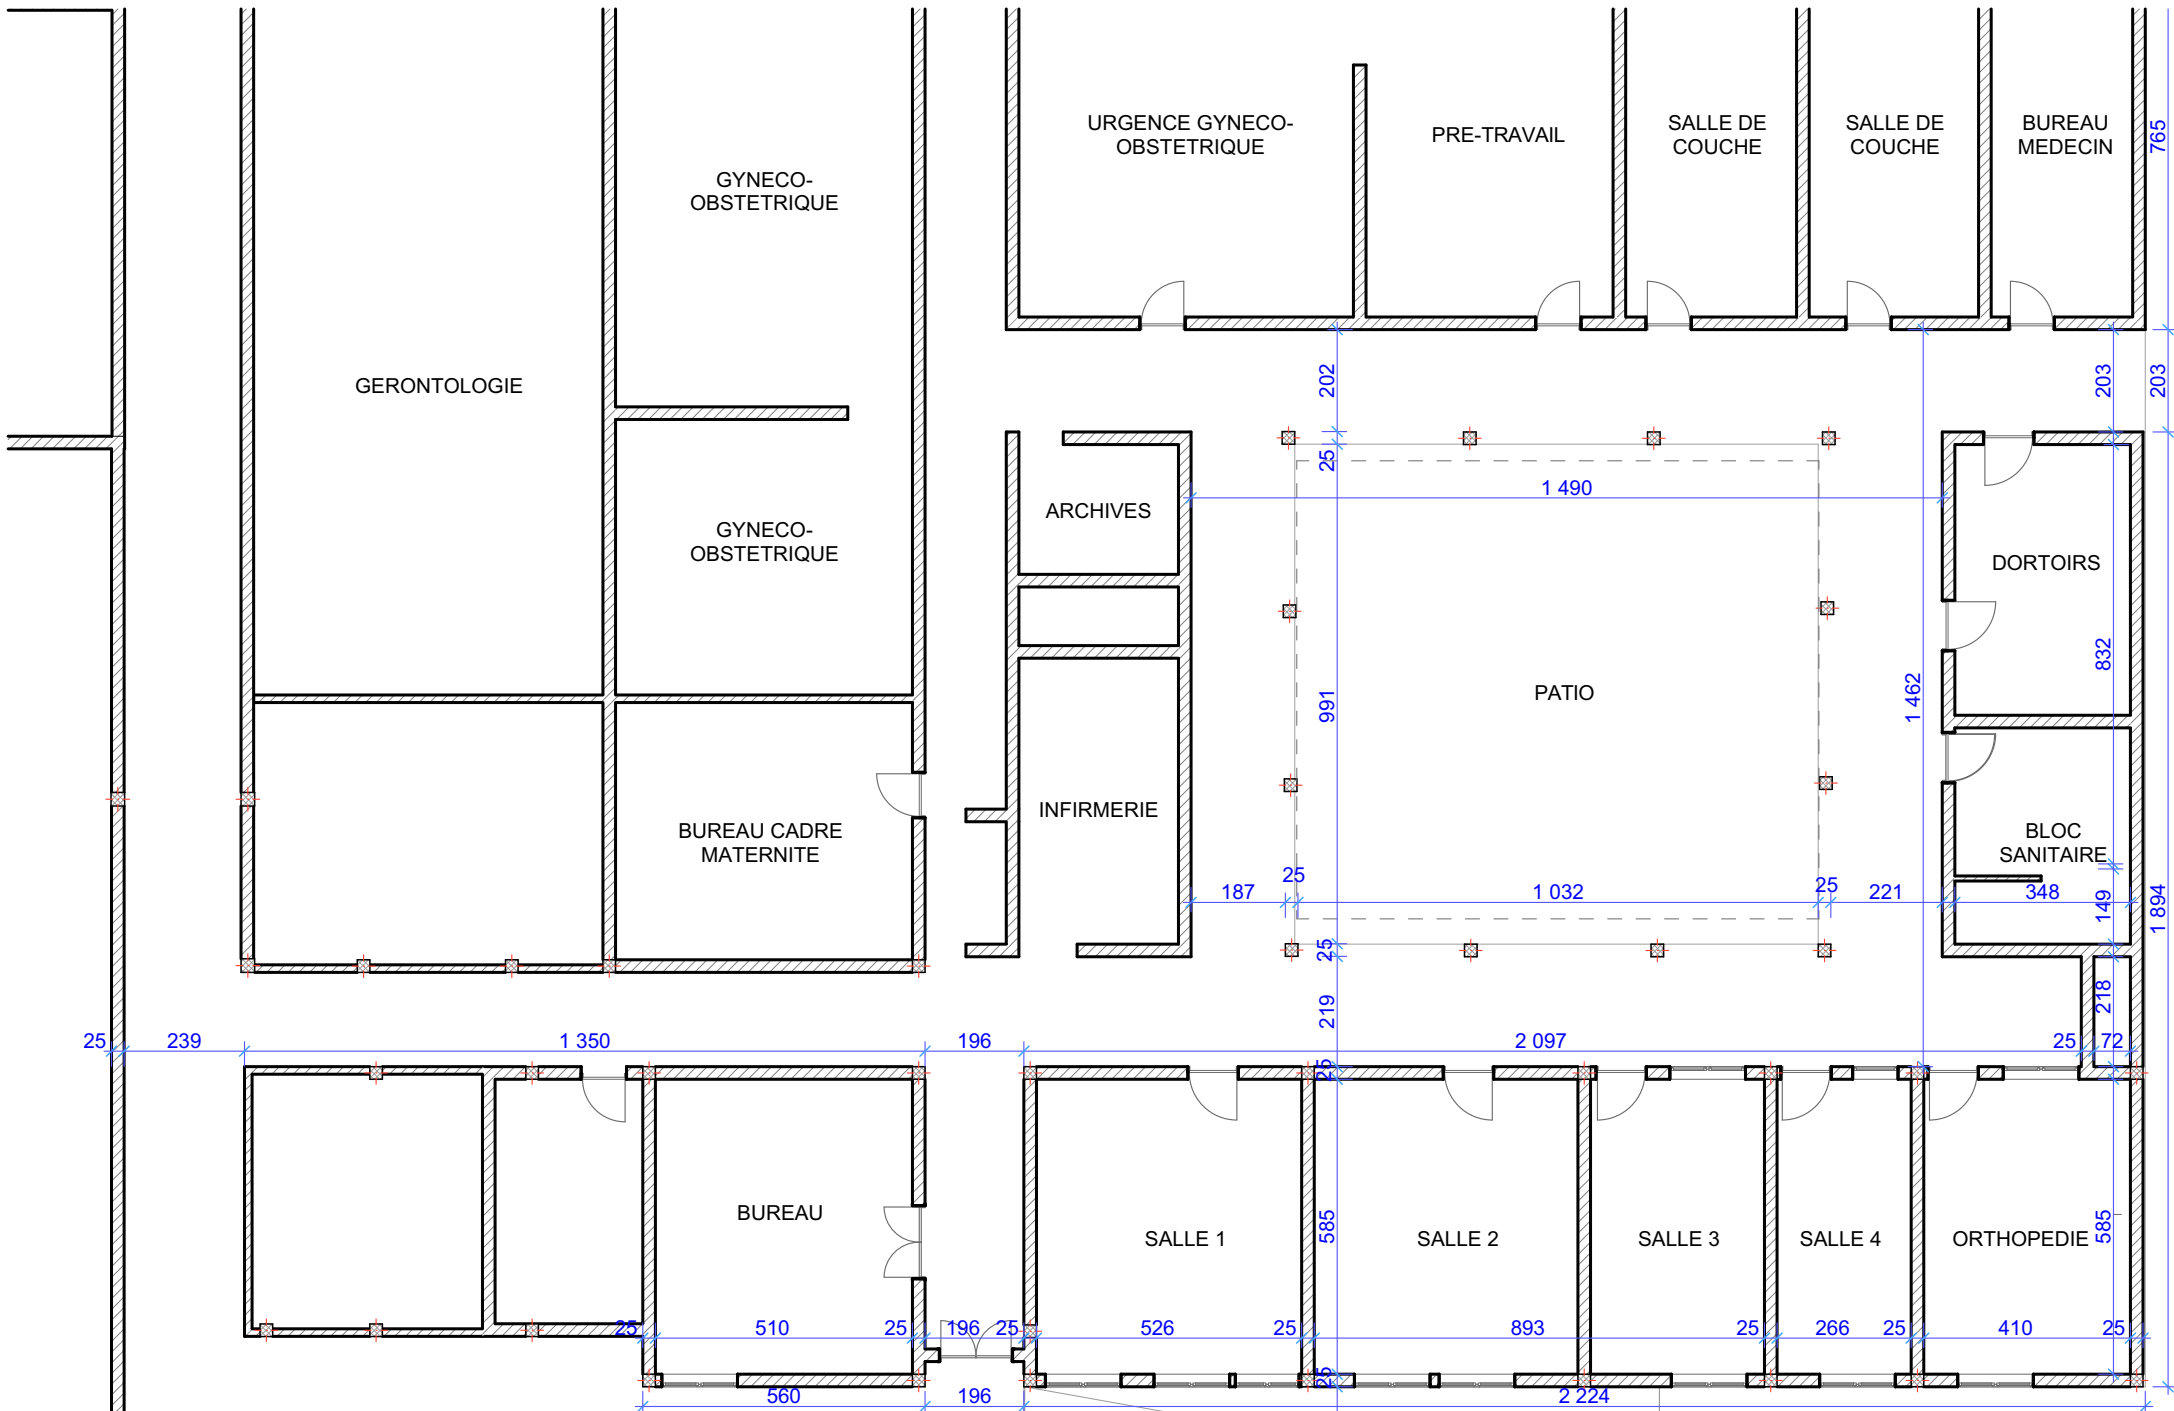 URGENCE GYNECO-
OBSTETRIQUE
PRE-TRAVAIL
SALLE DE
COUCHE
SALLE DE
COUCHE
BUREAU
MEDECIN
765
GYNECO-
OBSTETRIQUE
GERONTOLOGIE
202
203
203
25
1 490
ARCHIVES
GYNECO-
OBSTETRIQUE
DORTOIRS
832
PATIO
991
1 462
INFIRMERIE
BUREAU CADRE
MATERNITE
BLOC
SANITAIRE
187
25
1 032
25
221
348
149
1 894
25
219
218
25
239
1 350
196
2 097
25
72
25
BUREAU
SALLE 1
585
SALLE 2
SALLE 3
SALLE 4
ORTHOPEDIE
585
25
510
25
196
25
526
25
893
25
266
25
410
25
25
560
196
2 224